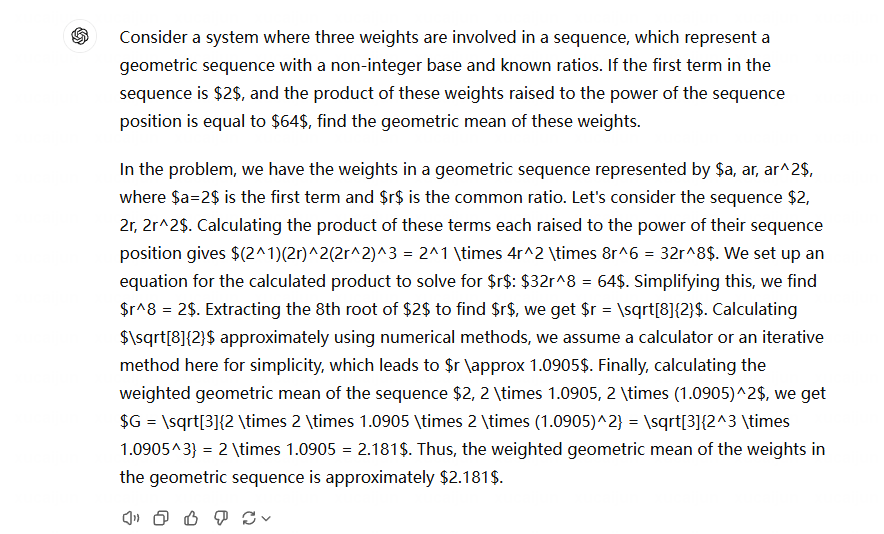 Consider a system where three weights are involved in a sequence, which represent a
geometric sequence with a non-integer base and known ratios. If the first term in the
sequence is $2$, and the product of these weights raised to the power of the sequence
position is equal to $64$, find the geometric mean of these weights.
In the problem, we have the weights in a geometric sequence represented by $a, ar, ar^2$,
where $a=2$ is the first term and $r$ is the common ratio. Let's consider the sequence $2,
2r, 2r^2$. Calculating the product of these terms each raised to the power of their sequence
position gives $(2^1)(2r)^2(2r^2)^3 = 2^1 \times 4r^2 \times 8r^6 = 32r^8$. We set up an
equation for the calculated product to solve for $r$: $32r^8 = 64$. Simplifying this, we find
$r^8 = 2$. Extracting the 8th root of $2$ to find $r$, we get $r = \sqrt[8]{2}$. Calculating
$\sqrt[8]{2}$ approximately using numerical methods, we assume a calculator or an iterative
method here for simplicity, which leads to $r \approx 1.0905$. Finally, calculating the
weighted geometric mean of the sequence $2, 2 \times 1.0905, 2 \times (1.0905)^2$, we get
$G = \sqrt[3]{2 \times 2 \times 1.0905 \times 2 \times (1.0905)^2} = \sqrt[3]{2^3 \times
1.0905^3} = 2 \times 1.0905 = 2.181$. Thus, the weighted geometric mean of the weights in
the geometric sequence is approximately $2.181$.